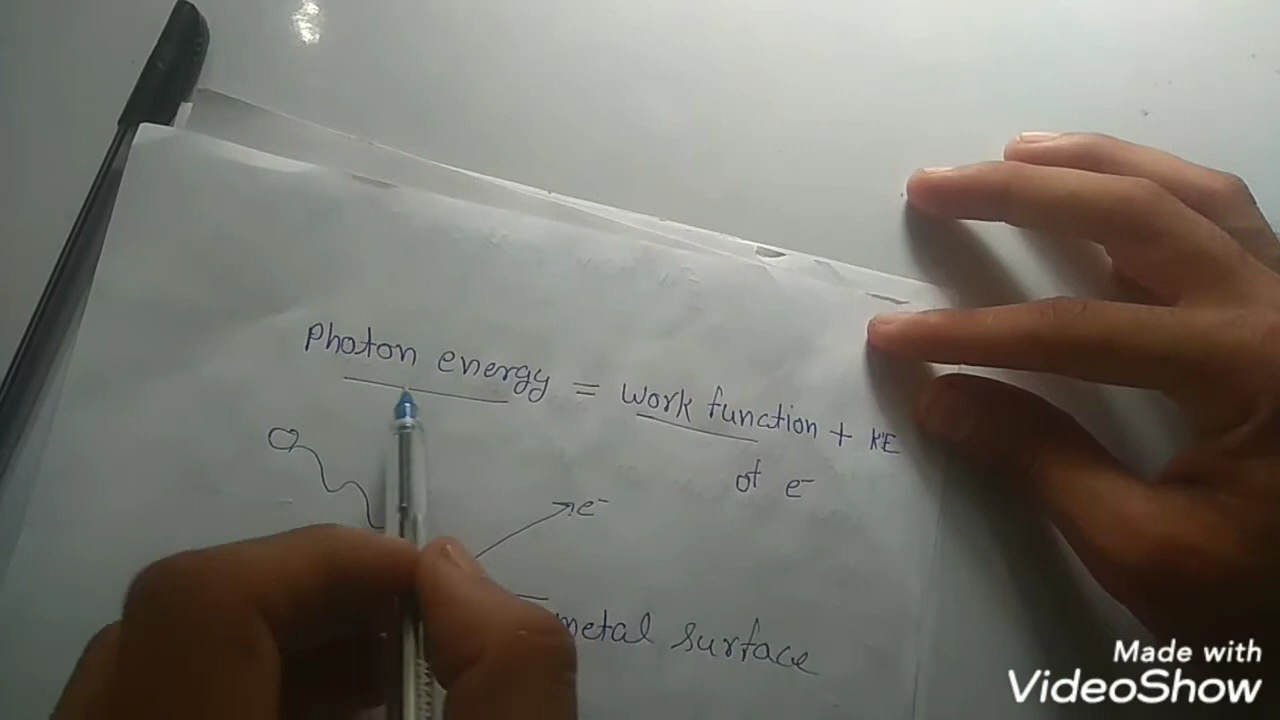 Photon energy = Work function + KE
of e⁻
e⁻
metal surface
Made with
VideoShow